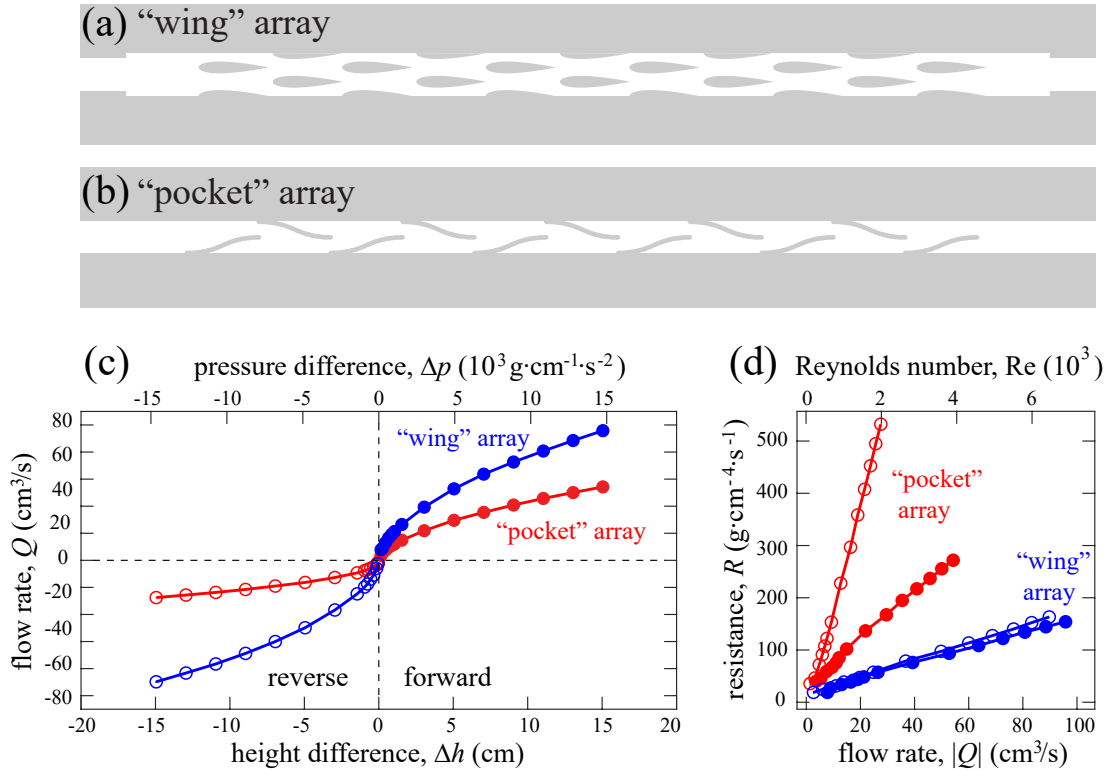 (a) “wing” array
(b) “pocket” array
(c)
pressure difference, Δp (10³g·cm⁻¹·s⁻²)
-15 -10 -5 0 5 10 15
80
60
40
20
0
-20
-40
-60
-80
flow rate, Q (cm³/s)
“wing” array
“pocket” array
reverse forward
-15 -10 -5 0 5 10 15 20
height difference, Δh (cm)
(d)
Reynolds number, Re (10³)
0 2 4 6
500
400
300
200
100
0
resistance, R (g·cm⁻⁴·s⁻¹)
“pocket”
array
“wing”
array
0 20 40 60 80 100
flow rate, |Q| (cm³/s)